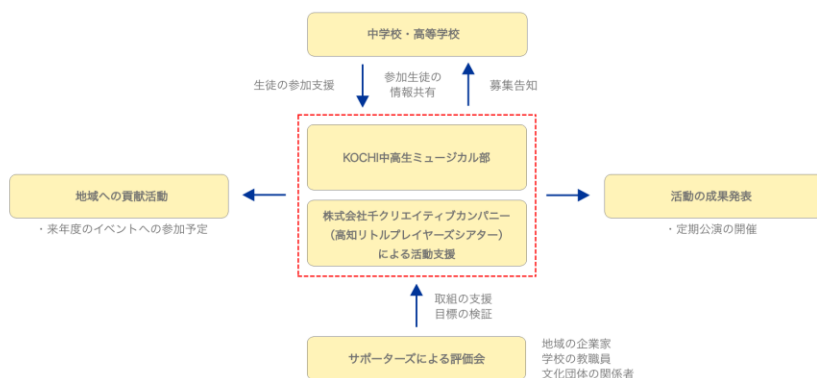 中学校・高等学校
生徒の参加支援
参加生徒の
情報共有
募集告知
KOCHI中高生ミュージカル部
地域への貢献活動
・来年度のイベントへの参加予定
株式会社千クリエイティブカンパニー
（高知リトルプレイヤーズシアター）
による活動支援
活動の成果発表
・定期公演の開催
取組の支援
目標の検証
サポーターズによる評価会
地域の企業家
学校の教職員
文化団体の関係者